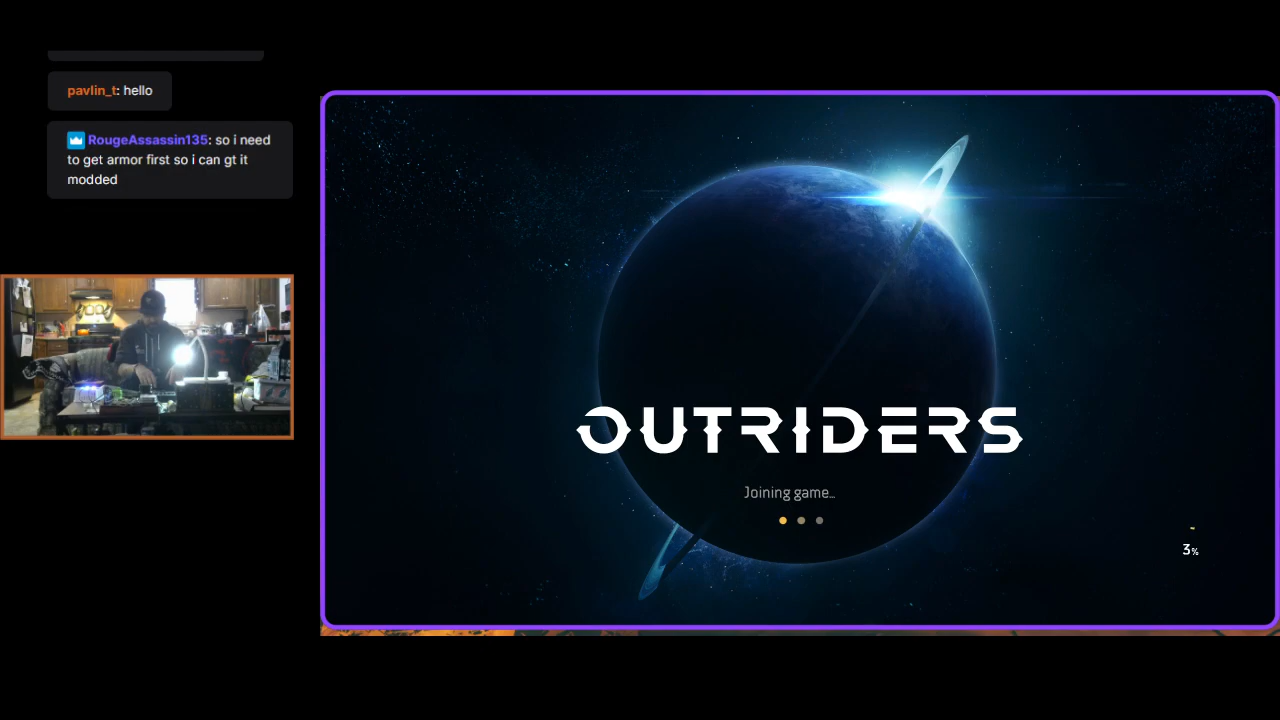 pavlin_t: hello
RougeAssassin135: so i need
to get armor first so i can gt it
modded
OUTRIDERS
Joining game...
3%